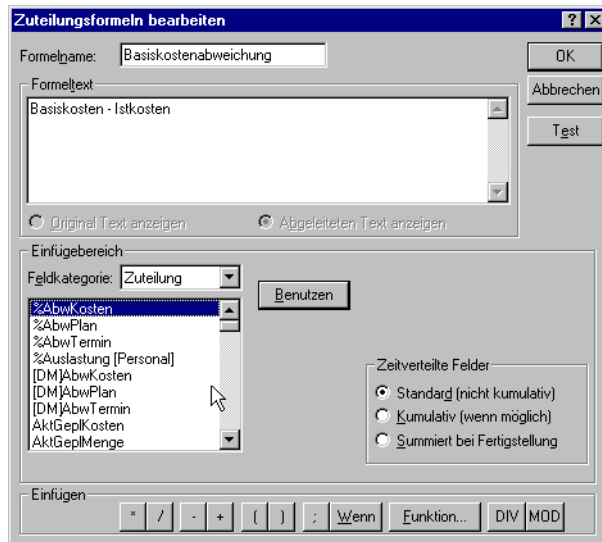 Zuteilungsformeln bearbeiten
Formelname: Basiskostenabweichung
OK
Formeltext
Abbrechen
Basiskosten - Istkosten
Test
Original Text anzeigen
Abgeleiteten Text anzeigen
Einfügebereich
Feldkategorie: Zuteilung
Benutzen
%AbwKosten
%AbwPlan
%AbwTermin
%Auslastung [Personal]
[DM]AbwKosten
[DM]AbwPlan
[DM]AbwTermin
AktGeplKosten
AktGeplMenge
Zeitverteilte Felder
Standard (nicht kumulativ)
Kumulativ (wenn möglich)
Summiert bei Fertigstellung
Einfügen
* / - + ( ) ; Wenn Funktion... DIV MOD